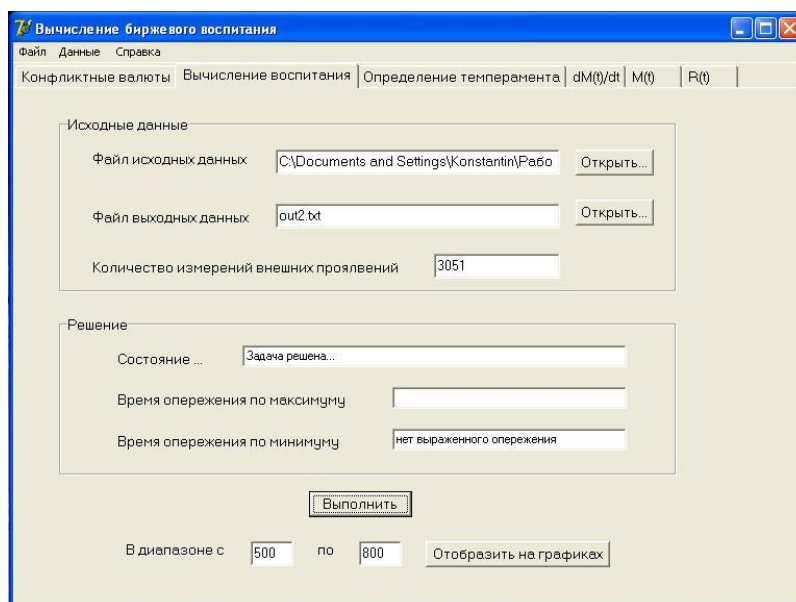 Вычисление биржевого воспитания
Файл Данные Справка
Конфликтные валюты Вычисление воспитания Определение темперамента dM(t)/dt M(t) R(t)
Исходные данные
Файл исходных данных C:\Documents and Settings\Konstantin\Рабо Открыть...
Файл выходных данных out2.txt Открыть...
Количество измерений внешних проялвений 3051
Решение
Состояние ... Задача решена...
Время опережения по максимуму
Время опережения по минимуму нет выраженного опережения
Выполнить
В диапазоне с 500 по 800 Отобразить на графиках